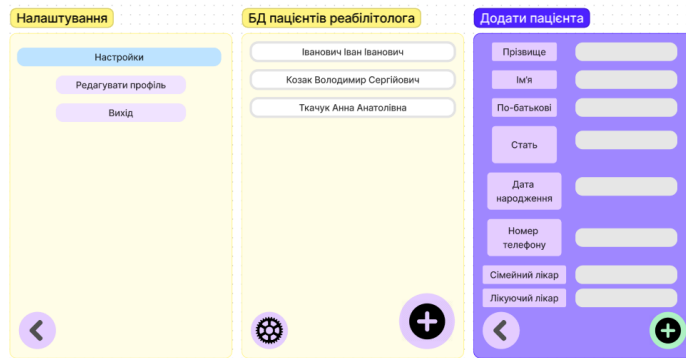 Налаштування
Настройки
Редагувати профіль
Вихід
БД пацієнтів реабілітолога
Іванович Іван Іванович
Козак Володимир Сергійович
Ткачук Анна Анатолівна
Додати пацієнта
Прізвище
Ім'я
По-батькові
Стать
Дата
народження
Номер
телефону
Сімейний лікар
Лікуючий лікар